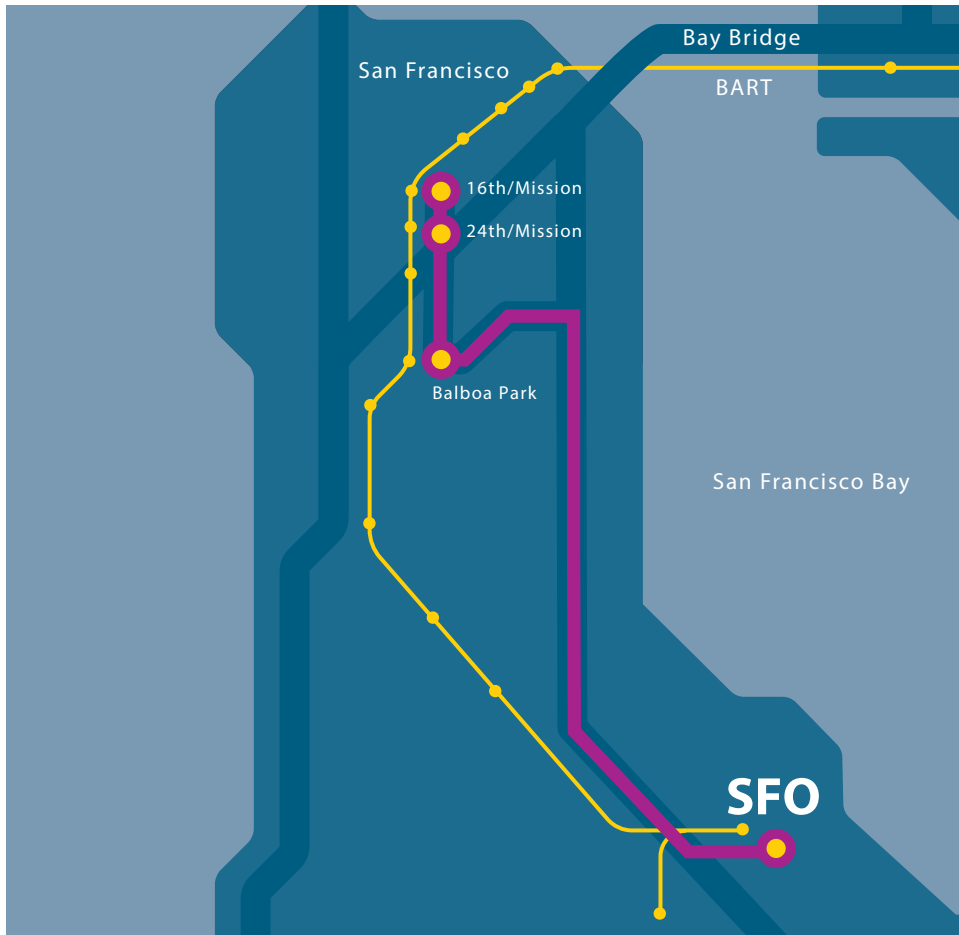 Bay Bridge
San Francisco
BART
16th/Mission
24th/Mission
Balboa Park
San Francisco Bay
SFO